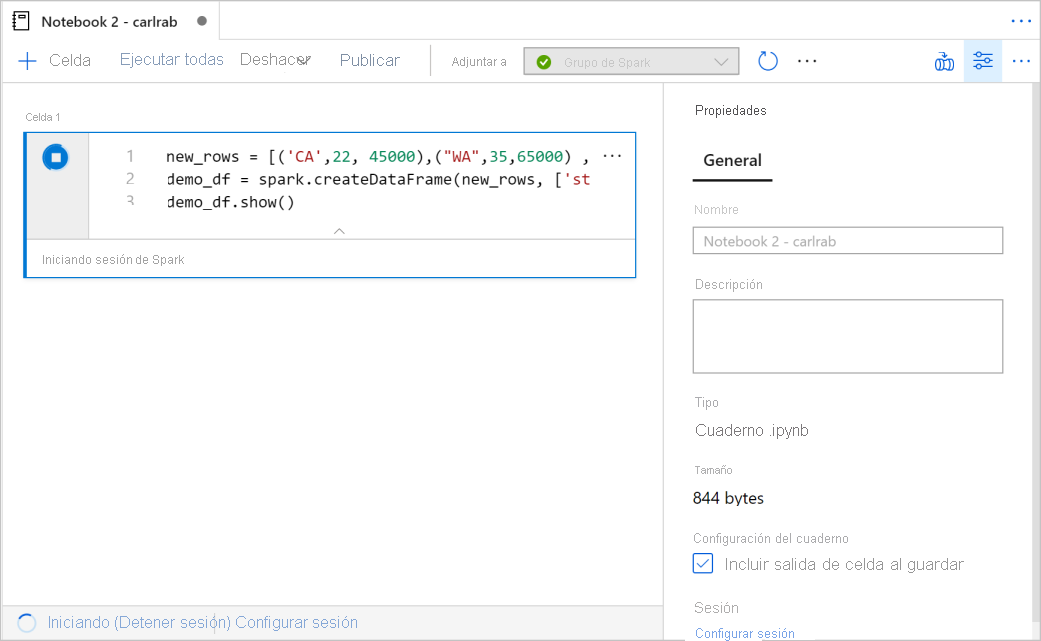 Notebook 2 - carlrab
Celda
Ejecutar todas
Deshacer
Publicar
Adjuntar a
Grupo de Spark
Celda 1
1 new_rows = [('CA',22, 45000),("WA",35,65000) ,
2 demo_df = spark.createDataFrame(new_rows, ['st
3 demo_df.show()
Iniciando sesión de Spark
Iniciando (Detener sesión) Configurar sesión
Propiedades
General
Nombre
Notebook 2 - carlrab
Descripción
Tipo
Cuaderno .ipynb
Tamaño
844 bytes
Configuración del cuaderno
Incluir salida de celda al guardar
Sesión
Configurar sesión